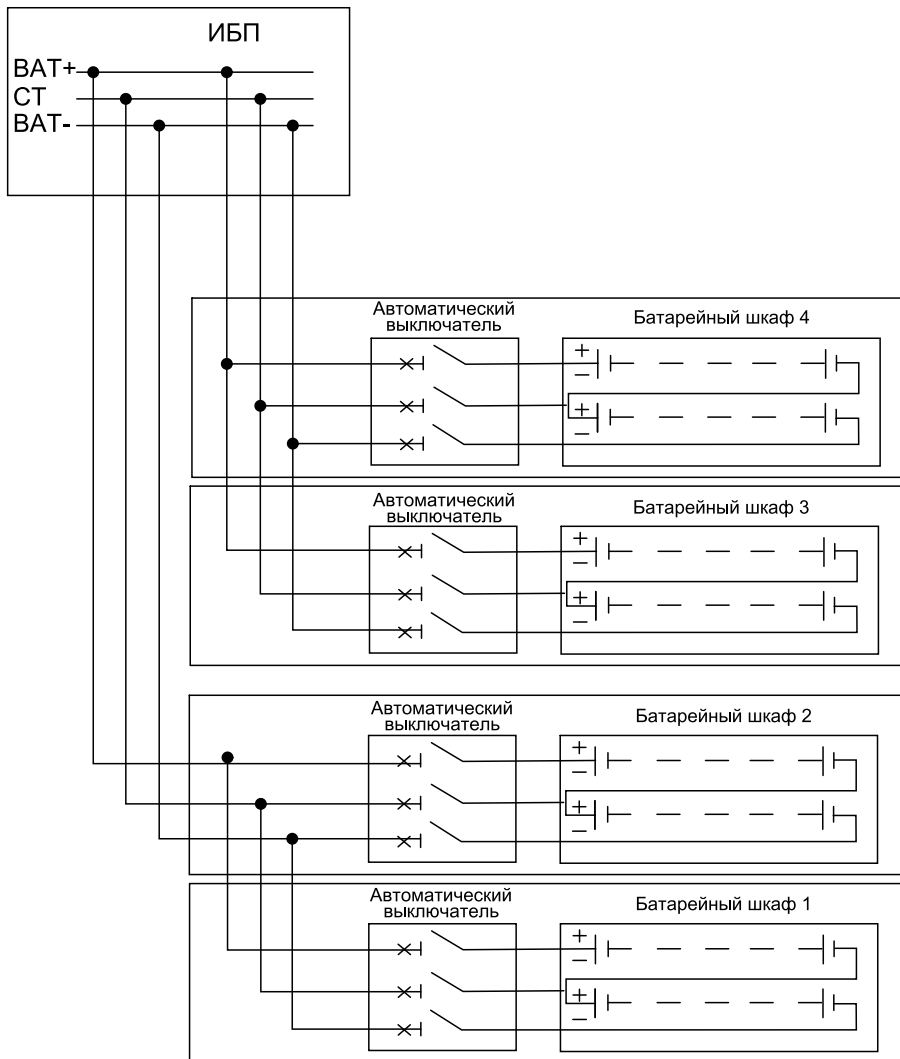 ИБП
BAT+
CT
BAT-
Автоматический
выключатель
Батарейный шкаф 4
+
−
+
−
Автоматический
выключатель
Батарейный шкаф 3
+
−
+
−
Автоматический
выключатель
Батарейный шкаф 2
+
−
+
−
Автоматический
выключатель
Батарейный шкаф 1
+
−
+
−